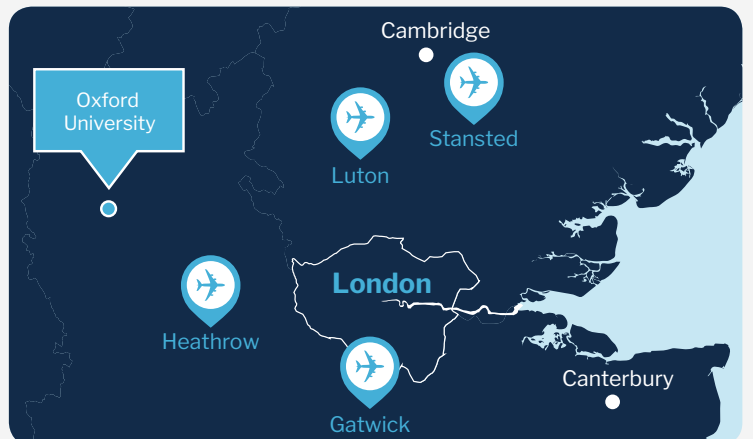 Cambridge
Oxford
University
Stansted
Luton
London
Heathrow
Canterbury
Gatwick